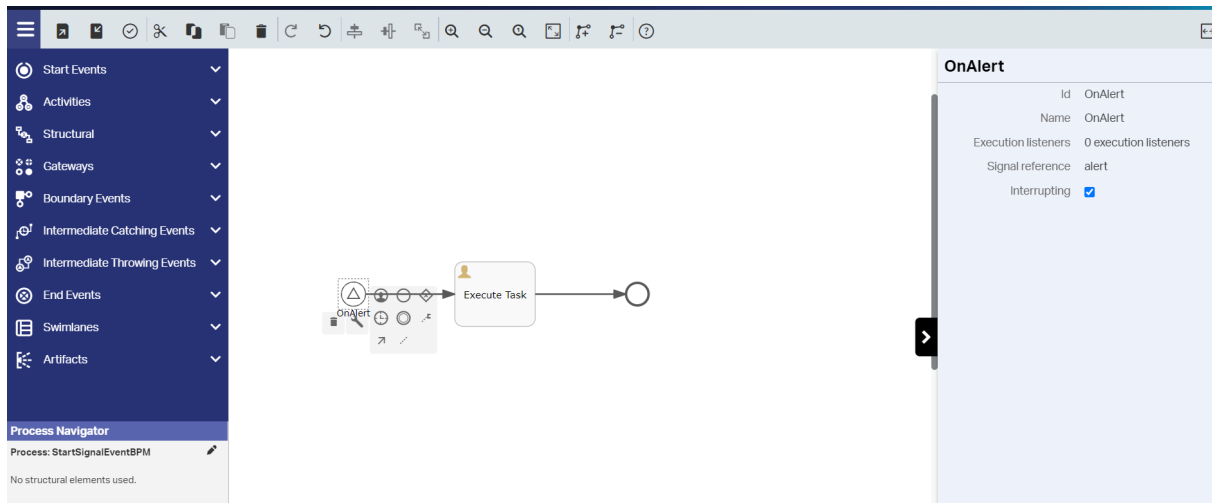 Start Events
Activities
Structural
Gateways
Boundary Events
Intermediate Catching Events
Intermediate Throwing Events
End Events
Swimlanes
Artifacts
Process Navigator
Process: StartSignalEventBPM
No structural elements used.
OnAlert
Execute Task
OnAlert
Id OnAlert
Name OnAlert
Execution listeners 0 execution listeners
Signal reference alert
Interrupting